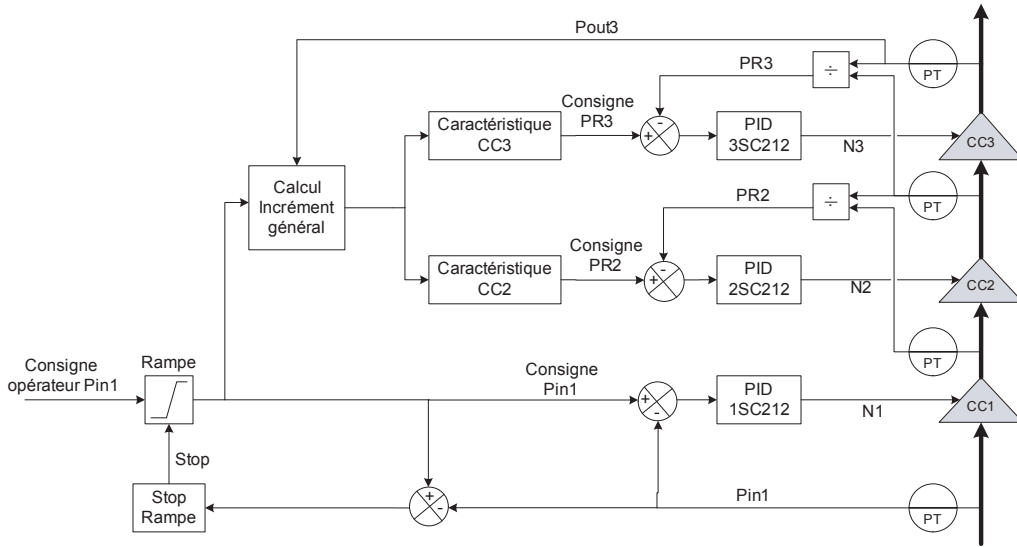 Pout3
PT
PR3
÷
Consigne
PR3
Caractéristique
CC3
-
+
PID
3SC212
N3
CC3
Calcul
Incrément
général
PR2
÷
PT
Consigne
PR2
Caractéristique
CC2
-
+
PID
2SC212
N2
CC2
PT
Consigne
opérateur Pin1
Rampe
Consigne
Pin1
+
-
PID
1SC212
N1
CC1
Stop
Stop
Rampe
+
-
Pin1
PT